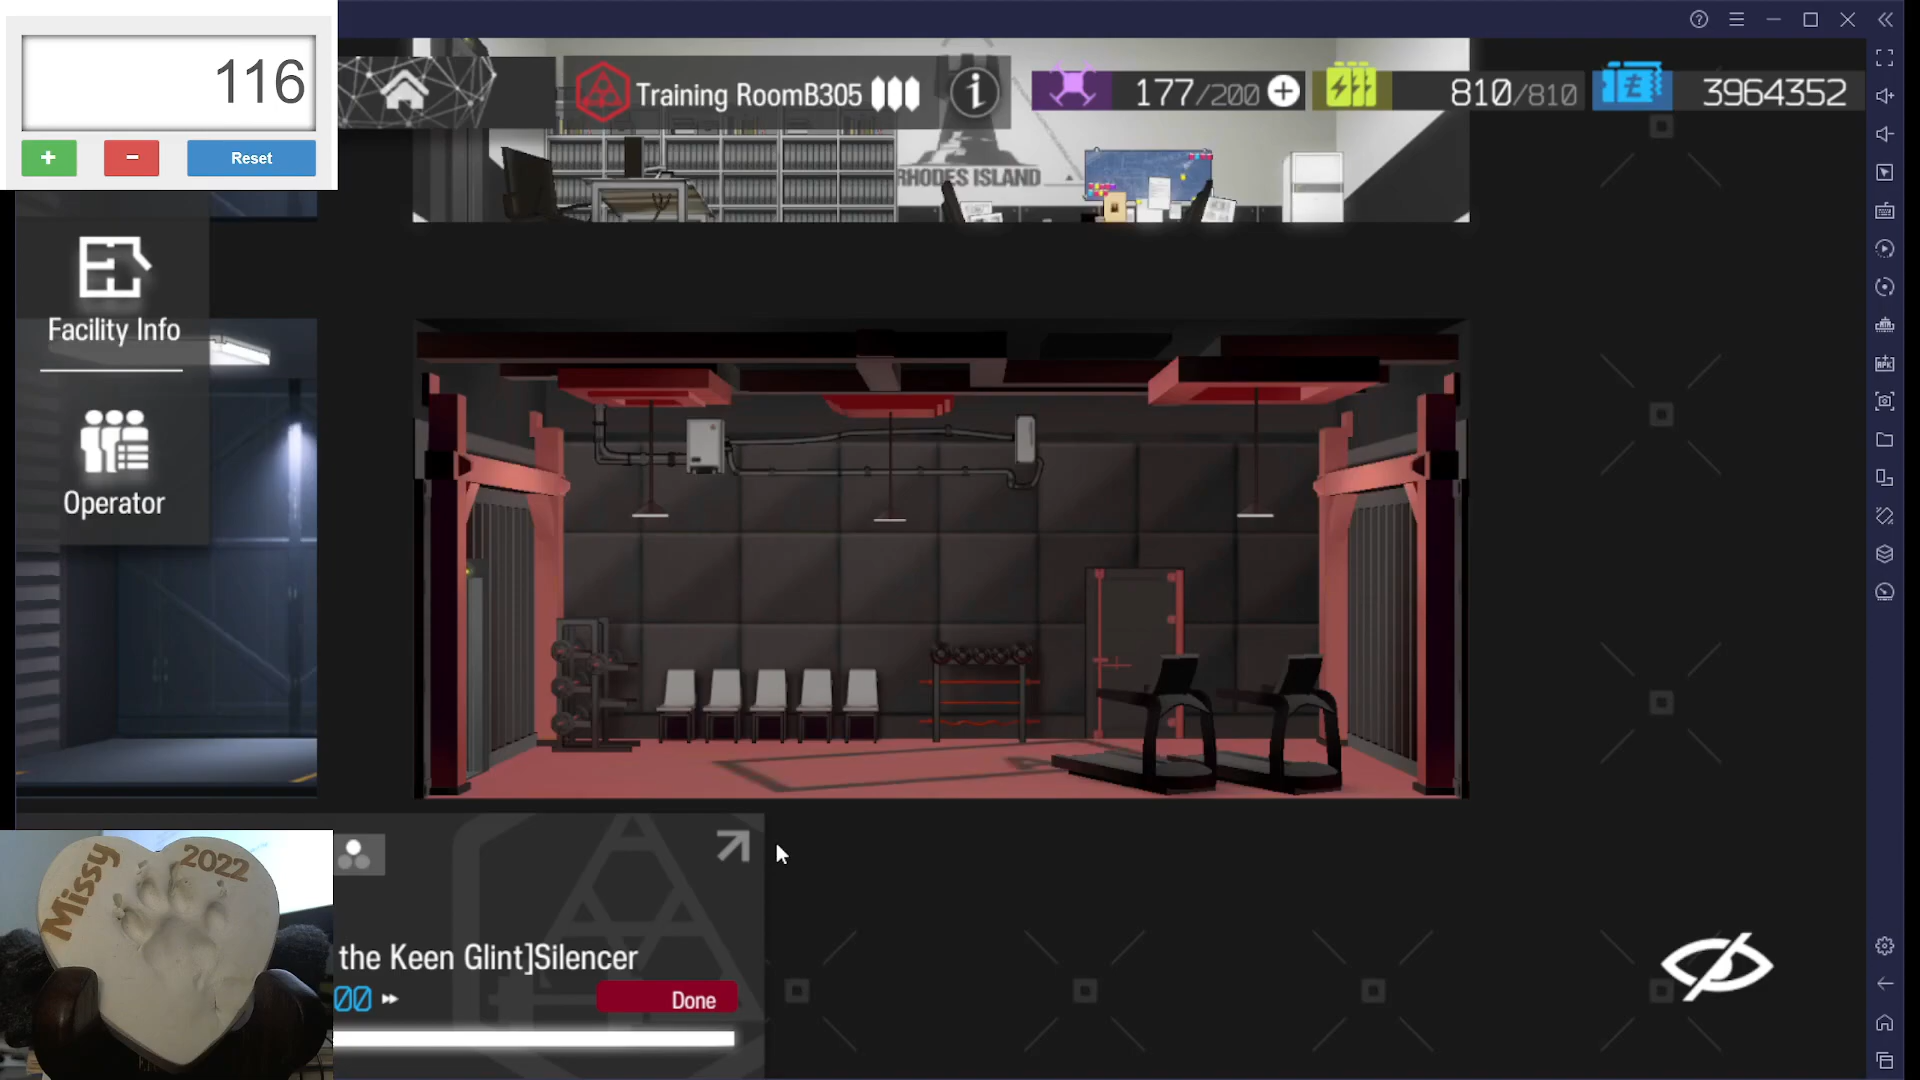 116
+
-
Reset
Training RoomB305
177/200
810/810
3964352
RHODES ISLAND
Facility Info
Operator
Missy
2022
the Keen Glint]Silencer
00
Done